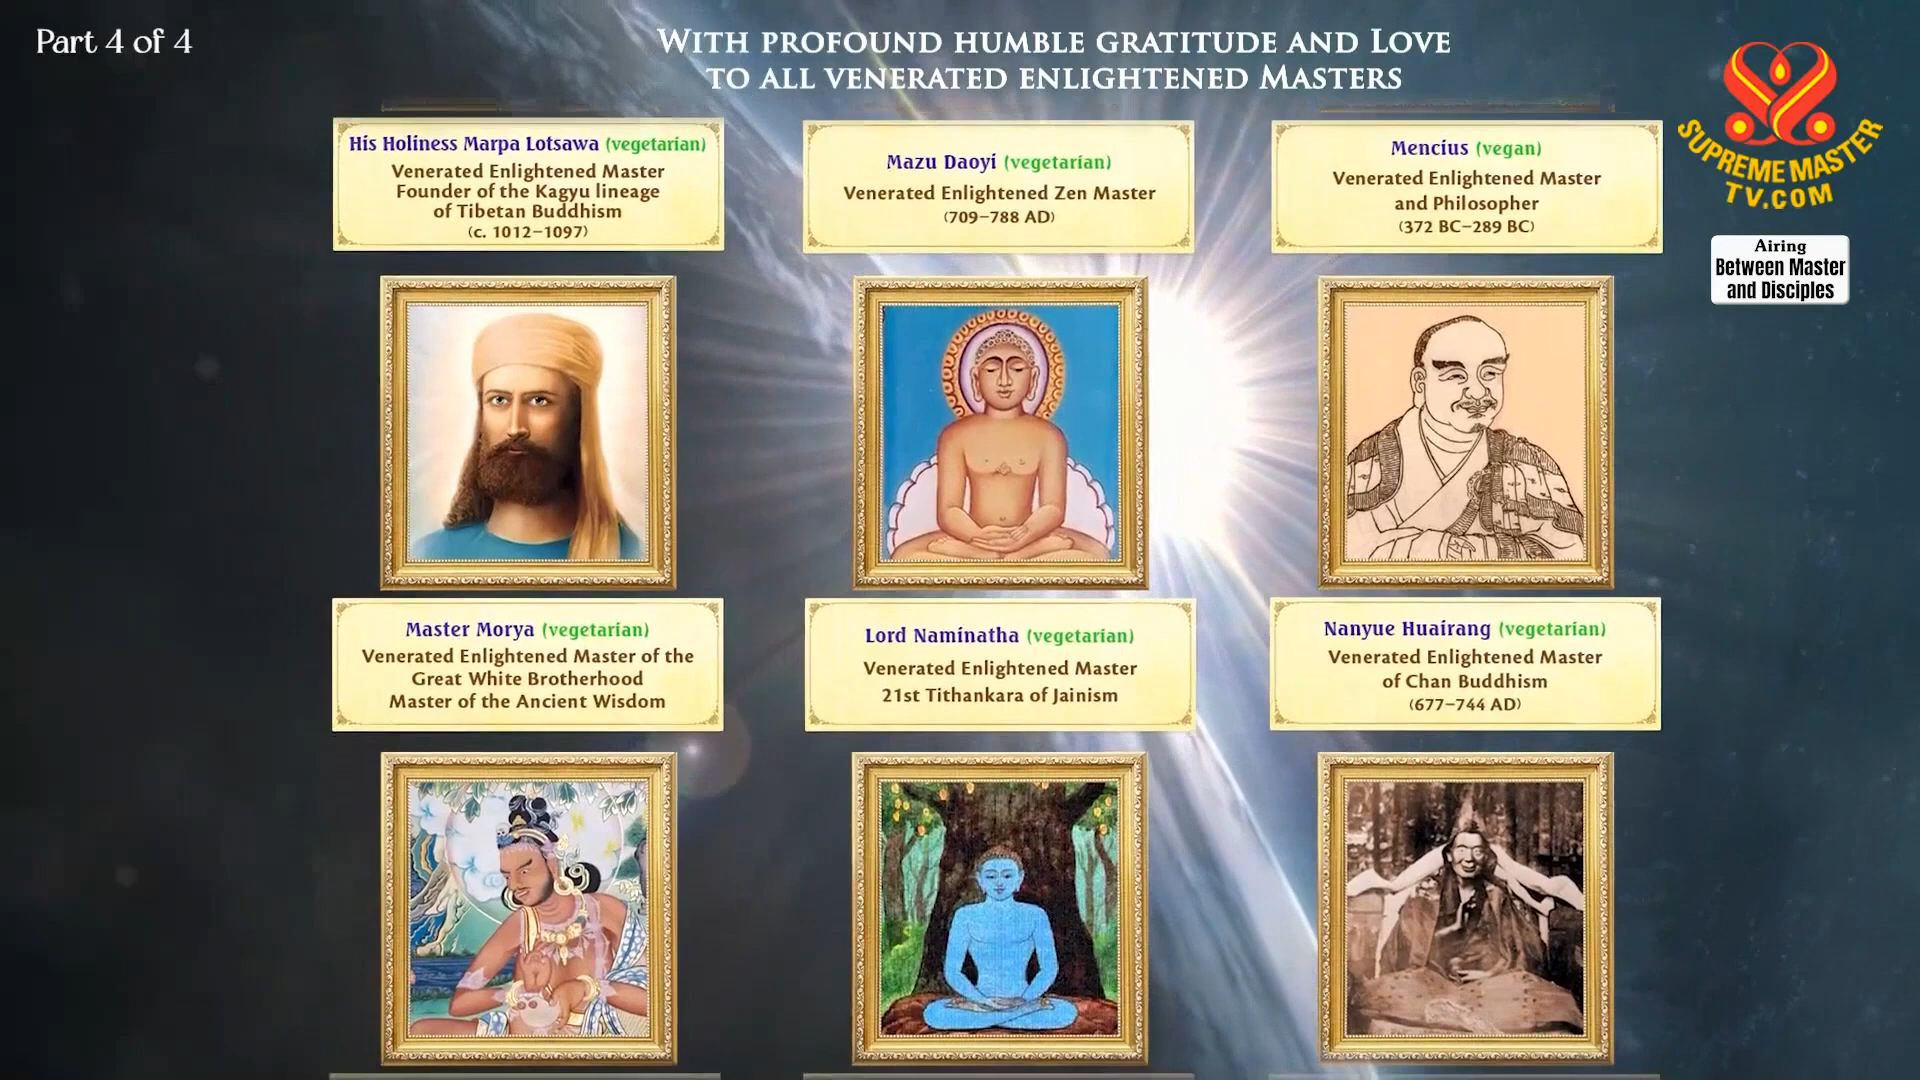 Part 4 of 4
With profound humble gratitude and Love
to all venerated enlightened Masters
SUPREME MASTER
TV.COM
Airing
Between Master
and Disciples
His Holiness Marpa Lotsawa (vegetarian)
Venerated Enlightened Master
Founder of the Kagyu lineage
of Tibetan Buddhism
(c. 1012–1097)
Mazu Daoyi (vegetarian)
Venerated Enlightened Zen Master
(709–788 AD)
Mencius (vegan)
Venerated Enlightened Master
and Philosopher
(372 BC–289 BC)
Master Morya (vegetarian)
Venerated Enlightened Master of the
Great White Brotherhood
Master of the Ancient Wisdom
Lord Naminatha (vegetarian)
Venerated Enlightened Master
21st Tithankara of Jainism
Nanyue Huairang (vegetarian)
Venerated Enlightened Master
of Chan Buddhism
(677–744 AD)